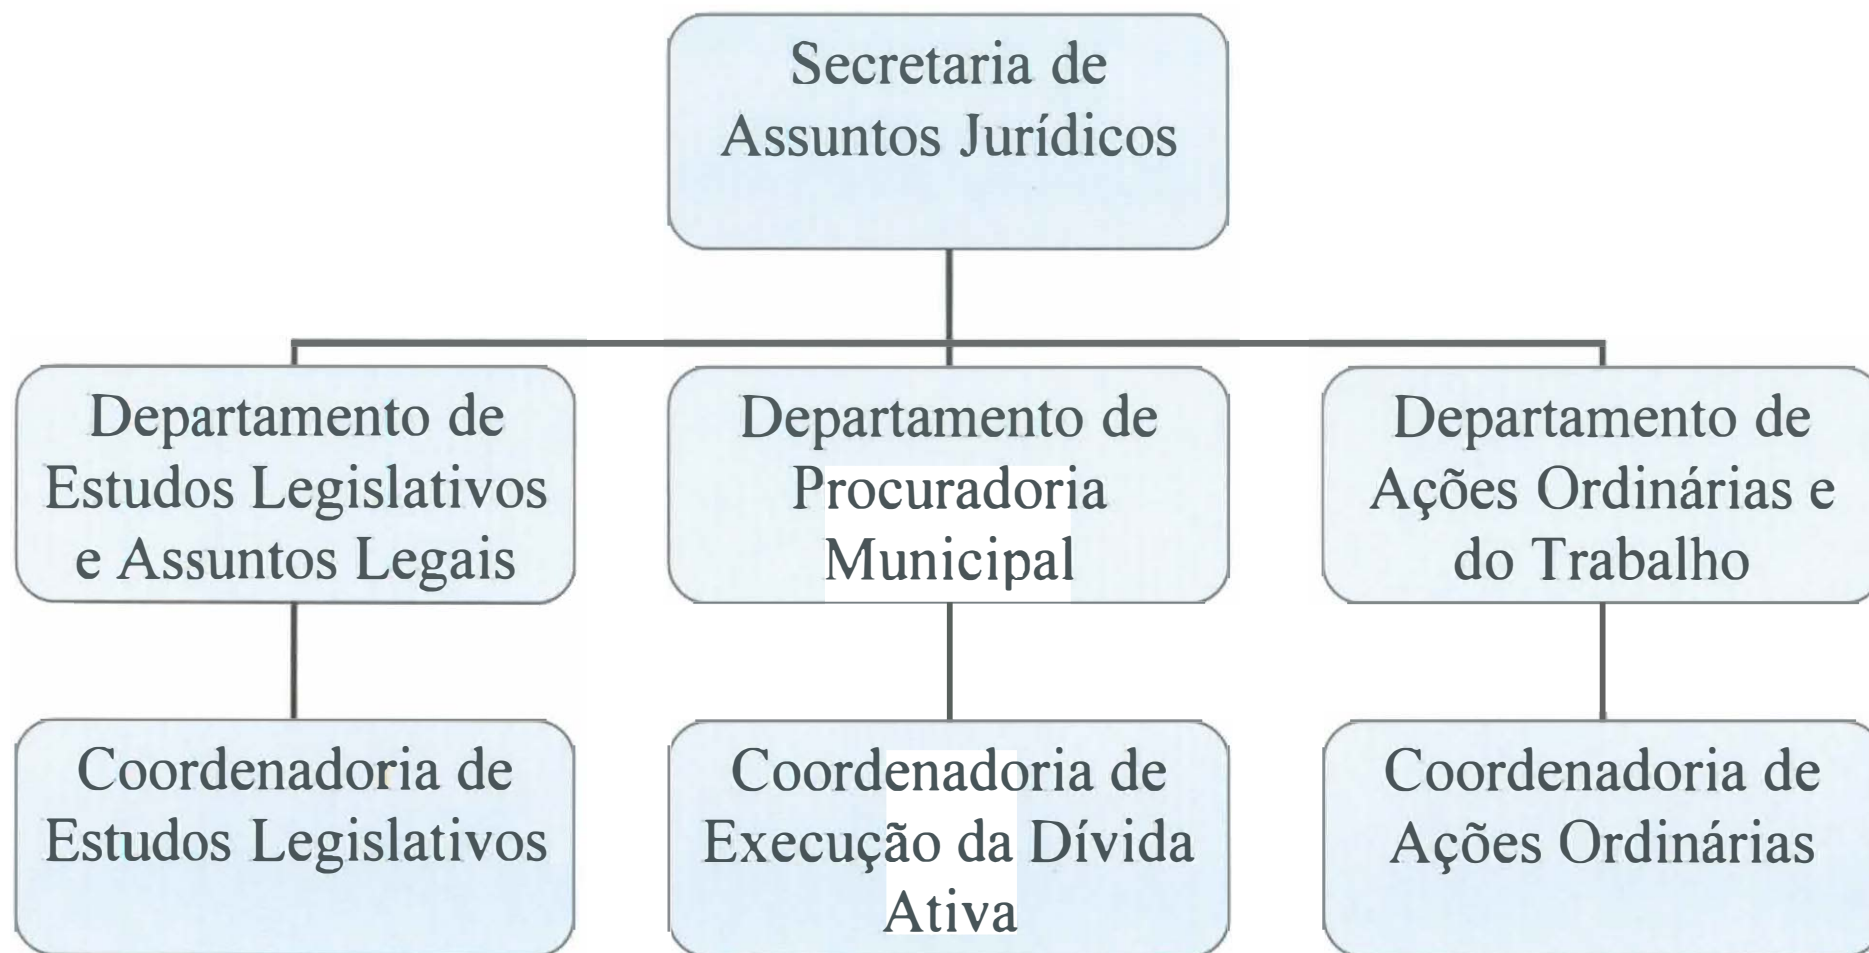 Secretaria de
Assuntos Jurídicos
Departamento de
Estudos Legislativos
e Assuntos Legais
Departamento de
Procuradoria
Municipal
Departamento de
Ações Ordinárias e
do Trabalho
Coordenadoria de
Estudos Legislativos
Coordenadoria de
Execução da Dívida
Ativa
Coordenadoria de
Ações Ordinárias